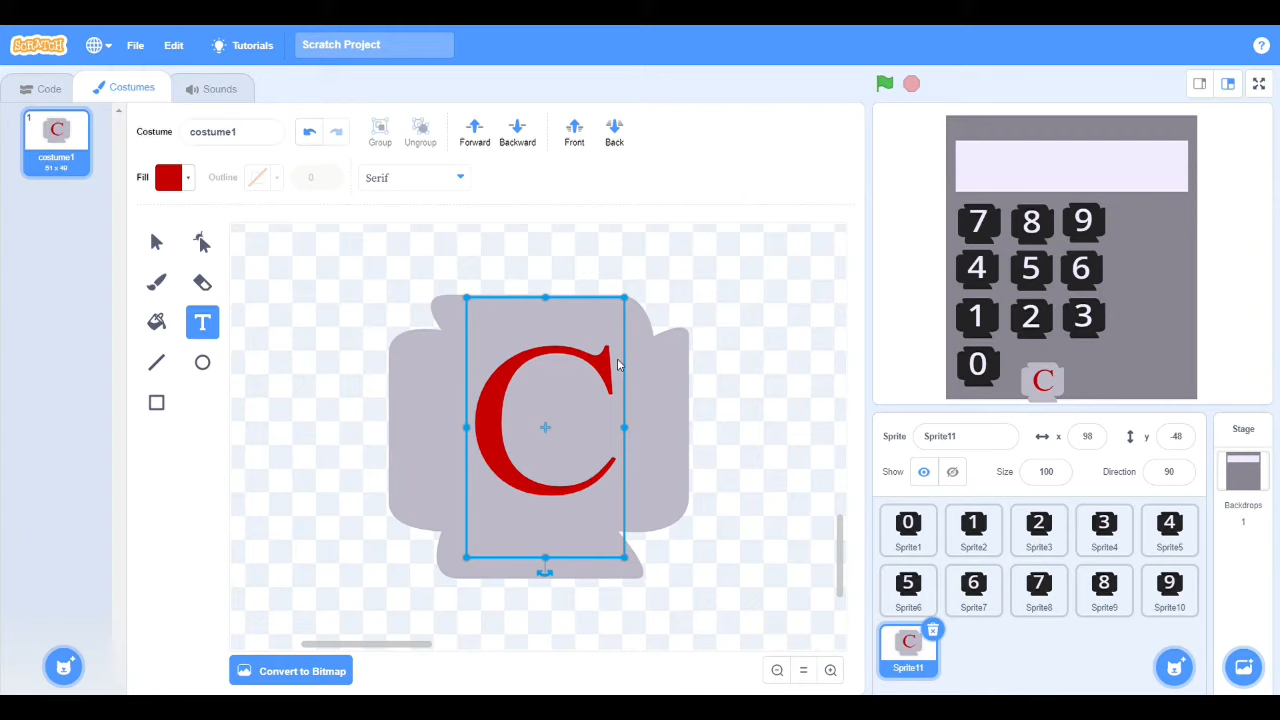 SCRATCH File Edit Tutorials Scratch Project ?
Code Costumes Sounds
1 C costume1 51 x 49
Costume costume1 Group Ungroup Forward Backward Front Back
Fill Outline 0 Serif
T
C
Convert to Bitmap
7 8 9
4 5 6
1 2 3
0 C
Sprite Sprite11 x 98 y -48
Show Size 100 Direction 90
Stage
Backdrops
1
0 1 2 3 4
Sprite1 Sprite2 Sprite3 Sprite4 Sprite5
5 6 7 8 9
Sprite6 Sprite7 Sprite8 Sprite9 Sprite10
C
Sprite11